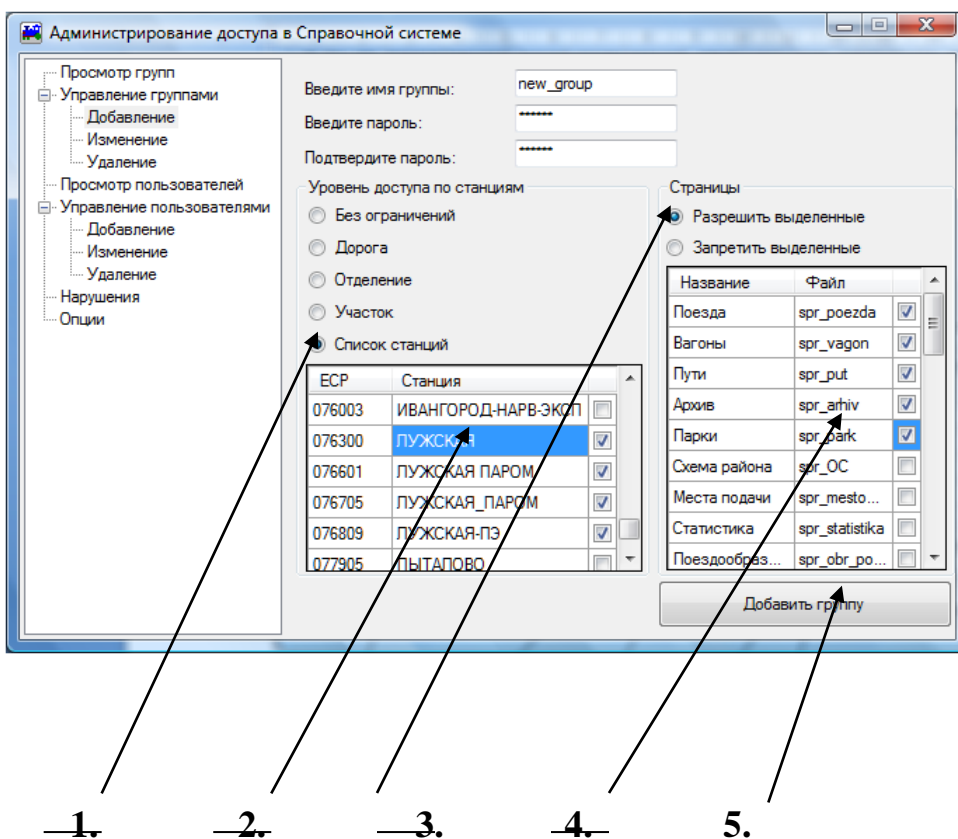 Администрирование доступа в Справочной системе
Просмотр групп
Управление группами
Добавление
Изменение
Удаление
Просмотр пользователей
Управление пользователями
Добавление
Изменение
Удаление
Нарушения
Опции
Введите имя группы: new_group
Введите пароль: ******
Подтвердите пароль: ******
Уровень доступа по станциям
Без ограничений
Дорога
Отделение
Участок
Список станций
ЕСР Станция
076003 ИВАНГОРОД-НАРВ-ЭКСП
076300 ЛУЖСКАЯ
076601 ЛУЖСКАЯ ПАРОМ
076705 ЛУЖСКАЯ_ПАРОМ
076809 ЛУЖСКАЯ-ПЭ
077905 ПЫТАЛОВО
Страницы
Разрешить выделенные
Запретить выделенные
Название Файл
Поезда spr_poezda
Вагоны spr_vagon
Пути spr_put
Архив spr_arhiv
Парки spr_park
Схема района spr_OC
Места подачи spr_mesto...
Статистика spr_statistika
Поездообраз... spr_obr_po...
Добавить группу
1. 2. 3. 4. 5.